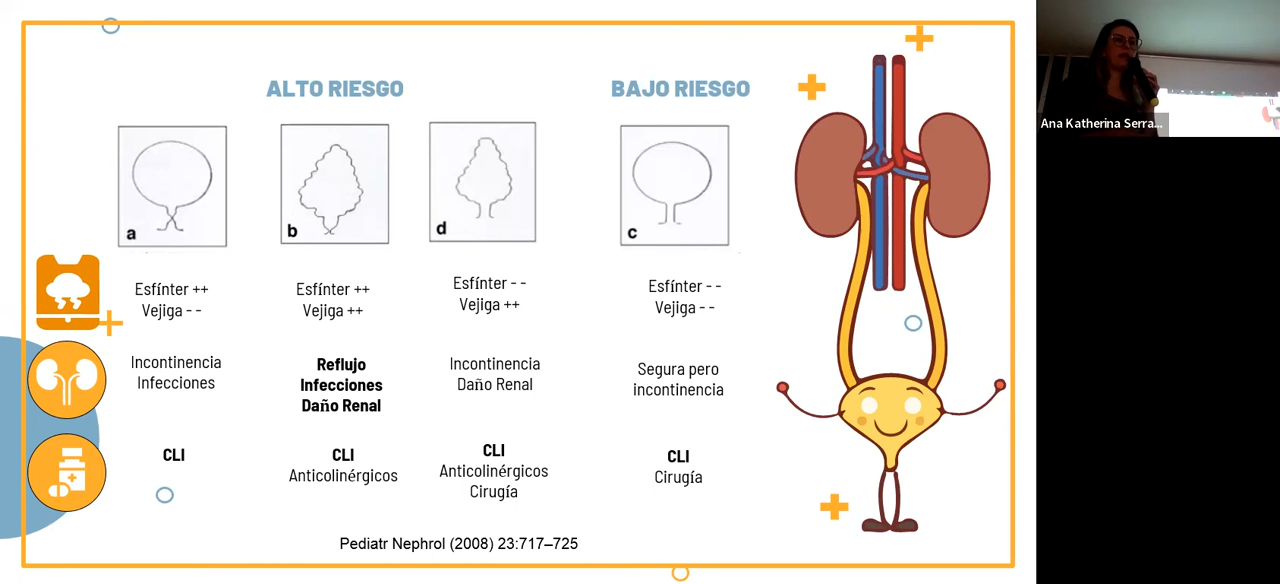 ALTO RIESGO
BAJO RIESGO
a
b
d
c
Esfínter ++
Vejiga - -
Esfínter ++
Vejiga ++
Esfínter - -
Vejiga ++
Esfínter - -
Vejiga - -
Incontinencia
Infecciones
Reflujo
Infecciones
Daño Renal
Incontinencia
Daño Renal
Segura pero
incontinencia
CLI
CLI
Anticolinérgicos
CLI
Anticolinérgicos
Cirugía
CLI
Cirugía
Pediatr Nephrol (2008) 23:717–725
Ana Katherina Serra...